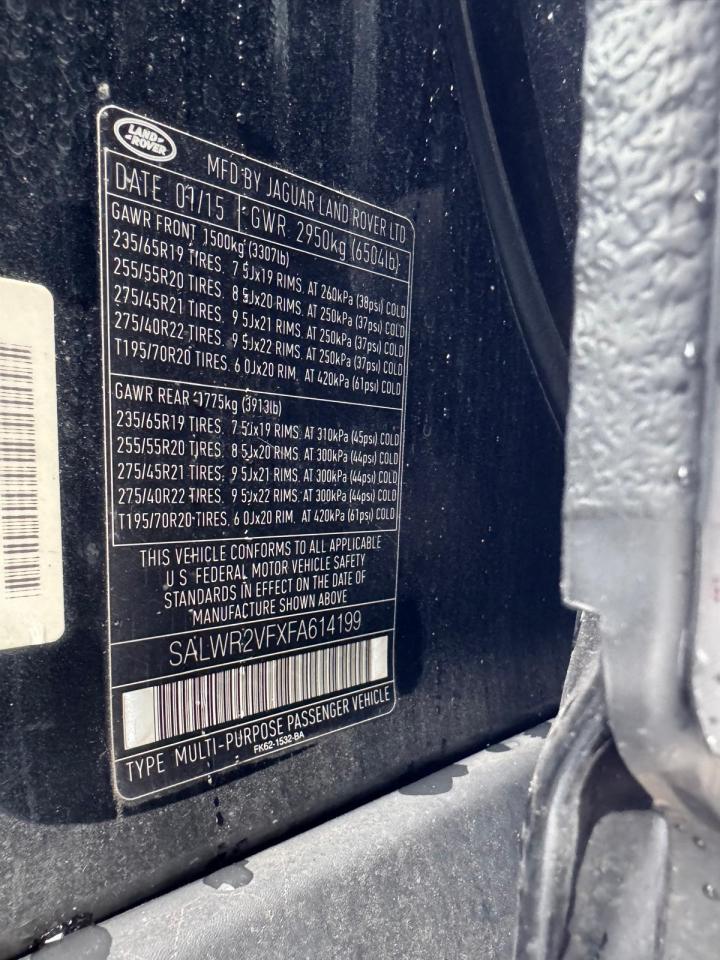 LAND ROVER
MFD BY JAGUAR LAND ROVER LTD
DATE 01/15 GWR 2950kg (6504lb)
GAWR FRONT 1500kg (3307lb)
235/65R19 TIRES. 7 5Jx19 RIMS. AT 260kPa (38psi) COLD
255/55R20 TIRES. 8 5Jx20 RIMS. AT 250kPa (37psi) COLD
275/45R21 TIRES. 9 5Jx21 RIMS. AT 250kPa (37psi) COLD
275/40R22 TIRES. 9 5Jx22 RIMS. AT 250kPa (37psi) COLD
T195/70R20 TIRES. 6 0Jx20 RIM. AT 420kPa (61psi) COLD
GAWR REAR 1775kg (3913lb)
235/65R19 TIRES. 7 5Jx19 RIMS. AT 310kPa (45psi) COLD
255/55R20 TIRES. 8 5Jx20 RIMS. AT 300kPa (44psi) COLD
275/45R21 TIRES. 9 5Jx21 RIMS. AT 300kPa (44psi) COLD
275/40R22 TIRES. 9 5Jx22 RIMS. AT 300kPa (44psi) COLD
T195/70R20 TIRES. 6 0Jx20 RIM. AT 420kPa (61psi) COLD
THIS VEHICLE CONFORMS TO ALL APPLICABLE
U S FEDERAL MOTOR VEHICLE SAFETY
STANDARDS IN EFFECT ON THE DATE OF
MANUFACTURE SHOWN ABOVE
SALWR2VFXFA614199
TYPE MULTI-PURPOSE PASSENGER VEHICLE
FK62-1532-BA